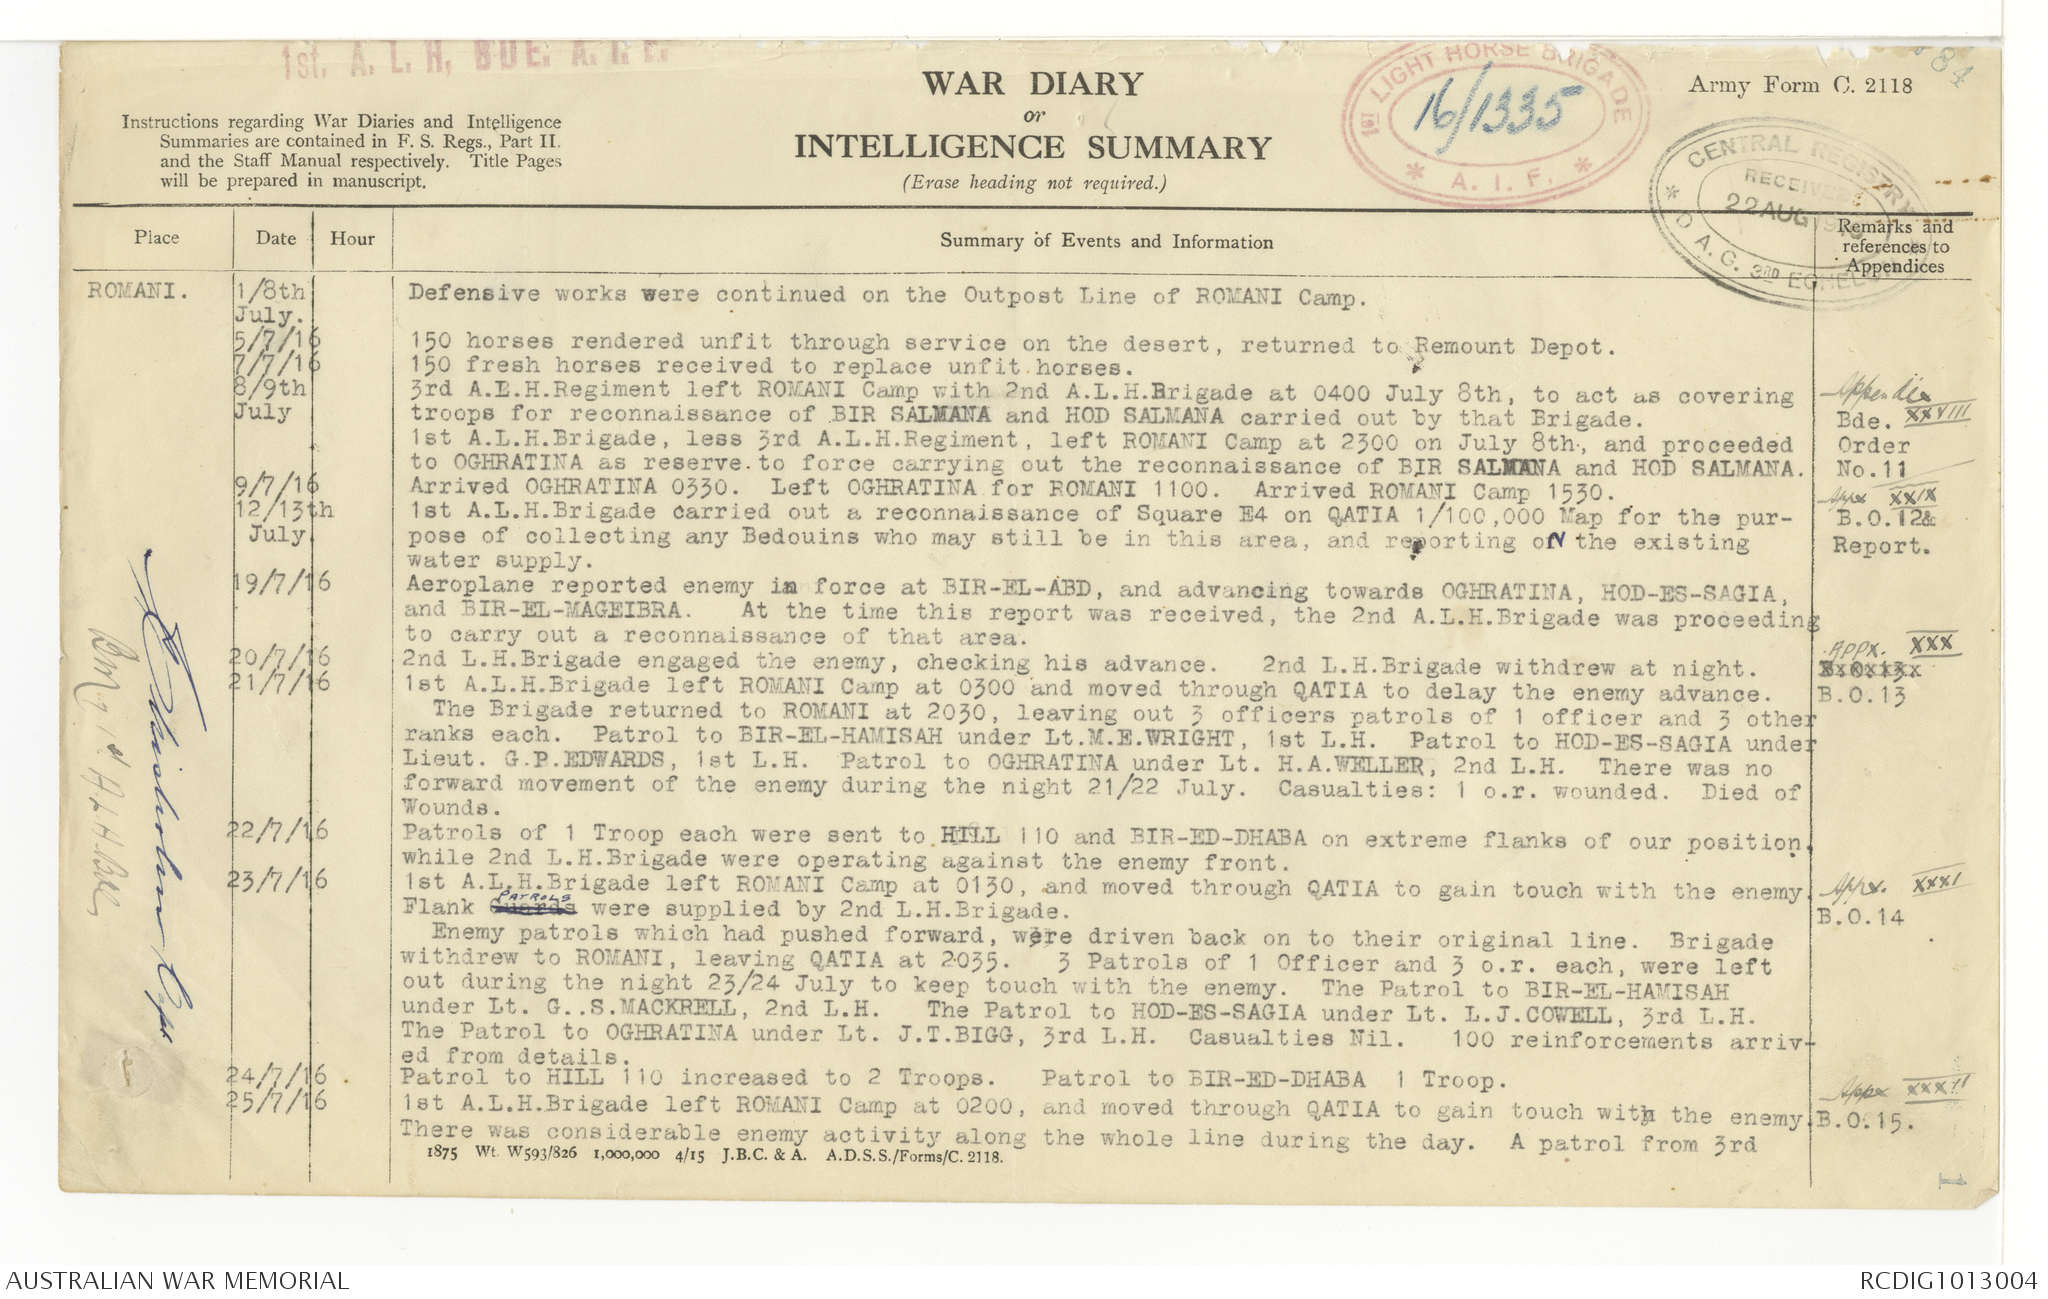 1st. A. L. H. BDE. A. I. F.
WAR DIARY
or
INTELLIGENCE SUMMARY
(Erase heading not required.)
Army Form C. 2118
84
Instructions regarding War Diaries and Intelligence
Summaries are contained in F. S. Regs., Part II.
and the Staff Manual respectively. Title Pages
will be prepared in manuscript.
1ST LIGHT HORSE BRIGADE
16/1335
* A. I. F. *
CENTRAL REGISTRY
RECEIVED
22 AUG 1916
* D. A. G. 3RD ECHELON
Place Date Hour Summary of Events and Information Remarks and
references to
Appendices
ROMANI. 1/8th Defensive works were continued on the Outpost Line of ROMANI Camp.
July.
5/7/16 150 horses rendered unfit through service on the desert, returned to Remount Depot.
7/7/16 150 fresh horses received to replace unfit horses.
8/9th 3rd A.L.H.Regiment left ROMANI Camp with 2nd A.L.H.Brigade at 0400 July 8th, to act as covering Appendix
July troops for reconnaissance of BIR SALMANA and HOD SALMANA carried out by that Brigade. Bde. XXVIII
1st A.L.H.Brigade, less 3rd A.L.H.Regiment, left ROMANI Camp at 2300 on July 8th, and proceeded Order
to OGHRATINA as reserve to force carrying out the reconnaissance of BIR SALMANA and HOD SALMANA. No.11
9/7/16 Arrived OGHRATINA 0330. Left OGHRATINA for ROMANI 1100. Arrived ROMANI Camp 1530. Appx XXIX
12/13th 1st A.L.H.Brigade carried out a reconnaissance of Square E4 on QATIA 1/100,000 Map for the pur- B.O.12&
July pose of collecting any Bedouins who may still be in this area, and reporting oN the existing Report.
water supply.
19/7/16 Aeroplane reported enemy in force at BIR-EL-ABD, and advancing towards OGHRATINA, HOD-ES-SAGIA,
and BIR-EL-MAGEIBRA. At the time this report was received, the 2nd A.L.H.Brigade was proceeding
to carry out a reconnaissance of that area. APPX. XXX
20/7/16 2nd L.H.Brigade engaged the enemy, checking his advance. 2nd L.H.Brigade withdrew at night.
21/7/16 1st A.L.H.Brigade left ROMANI Camp at 0300 and moved through QATIA to delay the enemy advance. B.O.13
The Brigade returned to ROMANI at 2030, leaving out 3 officers patrols of 1 officer and 3 other
ranks each. Patrol to BIR-EL-HAMISAH under Lt.M.E.WRIGHT, 1st L.H. Patrol to HOD-ES-SAGIA under
Lieut. G.P.EDWARDS, 1st L.H. Patrol to OGHRATINA under Lt. H.A.WELLER, 2nd L.H. There was no
forward movement of the enemy during the night 21/22 July. Casualties: 1 o.r. wounded. Died of
Wounds.
22/7/16 Patrols of 1 Troop each were sent to HILL 110 and BIR-ED-DHABA on extreme flanks of our position,
while 2nd L.H.Brigade were operating against the enemy front.
23/7/16 1st A.L.H.Brigade left ROMANI Camp at 0130, and moved through QATIA to gain touch with the enemy. Appx. XXXI
Flank Guards PATROLS were supplied by 2nd L.H.Brigade. B.O.14
Enemy patrols which had pushed forward, were driven back on to their original line. Brigade
withdrew to ROMANI, leaving QATIA at 2035. 3 Patrols of 1 Officer and 3 o.r. each, were left
out during the night 23/24 July to keep touch with the enemy. The Patrol to BIR-EL-HAMISAH
under Lt. G..S.MACKRELL, 2nd L.H. The Patrol to HOD-ES-SAGIA under Lt. L.J.COWELL, 3rd L.H.
The Patrol to OGHRATINA under Lt. J.T.BIGG, 3rd L.H. Casualties Nil. 100 reinforcements arriv-
ed from details.
24/7/16 Patrol to HILL 110 increased to 2 Troops. Patrol to BIR-ED-DHABA 1 Troop. Appx XXXII
25/7/16 1st A.L.H.Brigade left ROMANI Camp at 0200, and moved through QATIA to gain touch with the enemy. B.O.15.
There was considerable enemy activity along the whole line during the day. A patrol from 3rd
1875 Wt. W593/826 1,000,000 4/15 J.B.C. & A. A.D.S.S./Forms/C. 2118.
1
AUSTRALIAN WAR MEMORIAL
RCDIG1013004